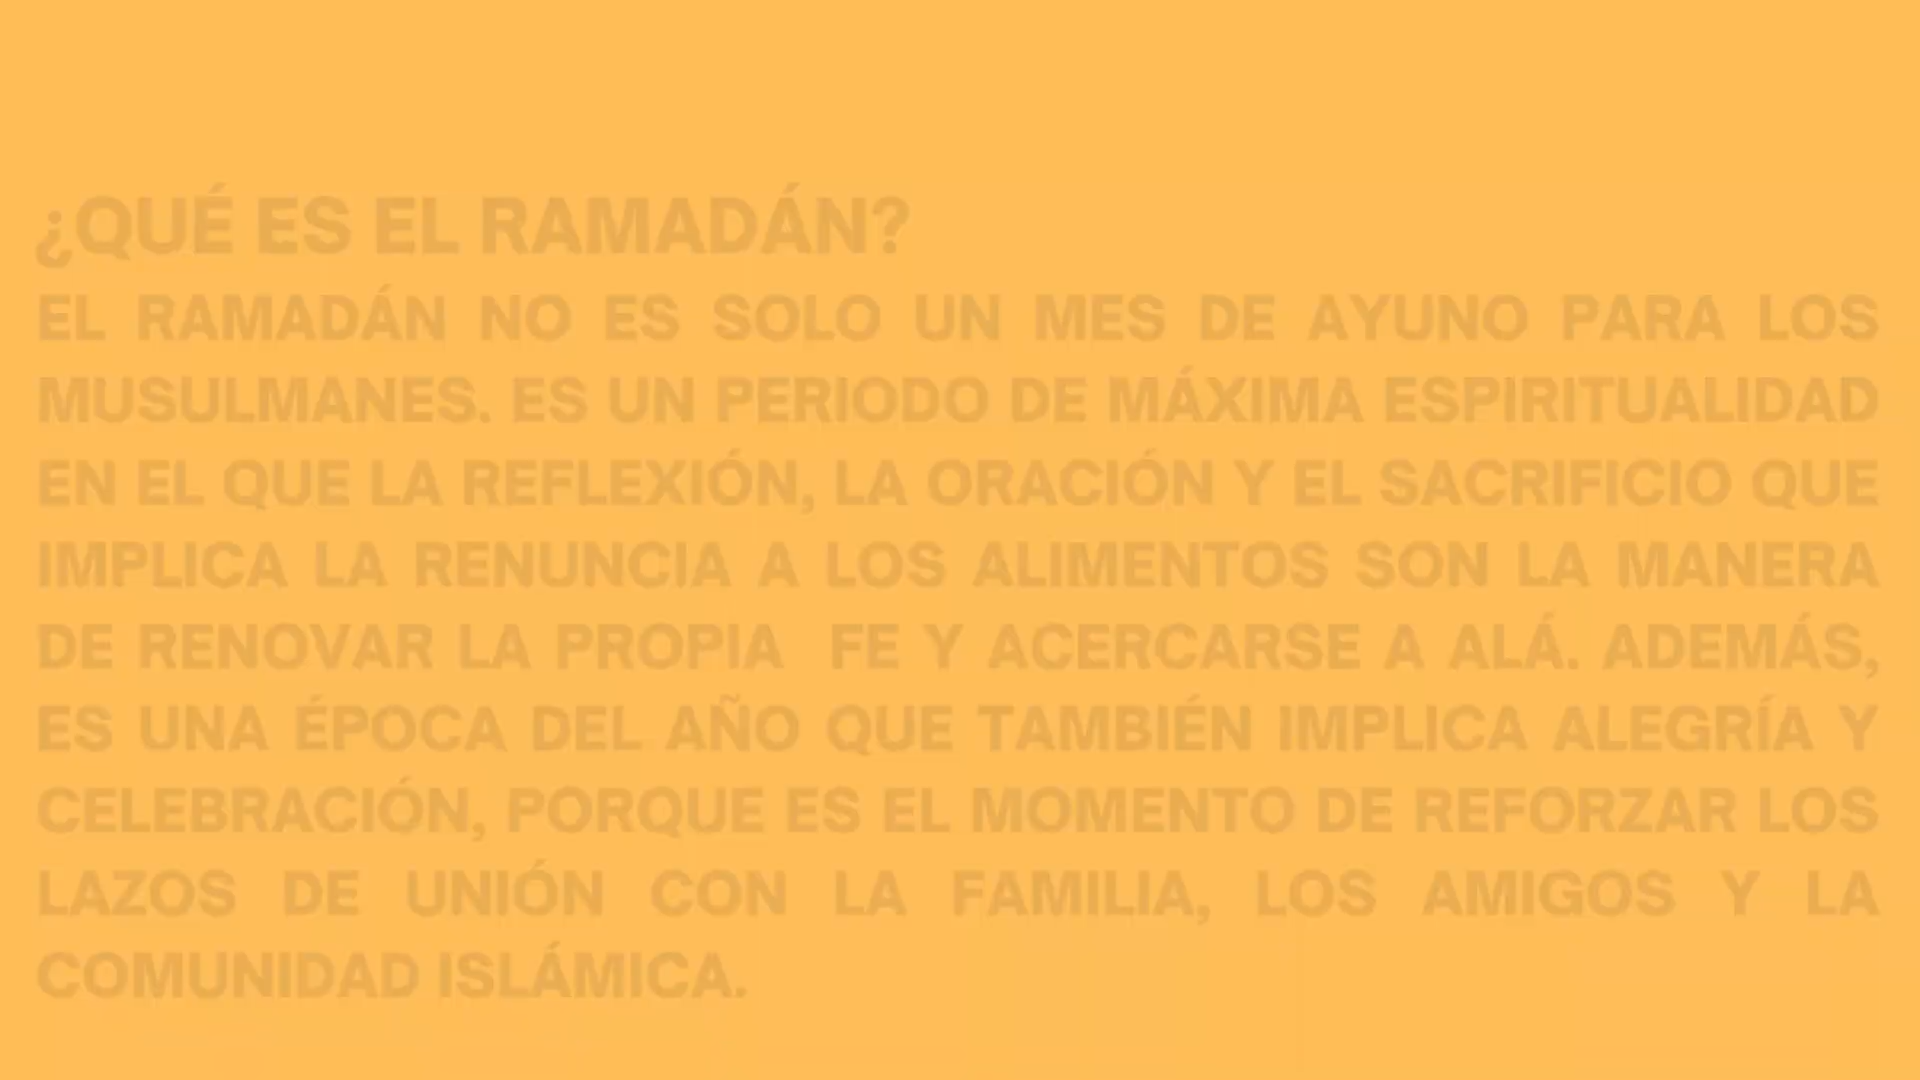 ¿QUÉ ES EL RAMADÁN?
EL RAMADÁN NO ES SOLO UN MES DE AYUNO PARA LOS
MUSULMANES. ES UN PERIODO DE MÁXIMA ESPIRITUALIDAD
EN EL QUE LA REFLEXIÓN, LA ORACIÓN Y EL SACRIFICIO QUE
IMPLICA LA RENUNCIA A LOS ALIMENTOS SON LA MANERA
DE RENOVAR LA PROPIA FE Y ACERCARSE A ALÁ. ADEMÁS,
ES UNA ÉPOCA DEL AÑO QUE TAMBIÉN IMPLICA ALEGRÍA Y
CELEBRACIÓN, PORQUE ES EL MOMENTO DE REFORZAR LOS
LAZOS DE UNIÓN CON LA FAMILIA, LOS AMIGOS Y LA
COMUNIDAD ISLÁMICA.